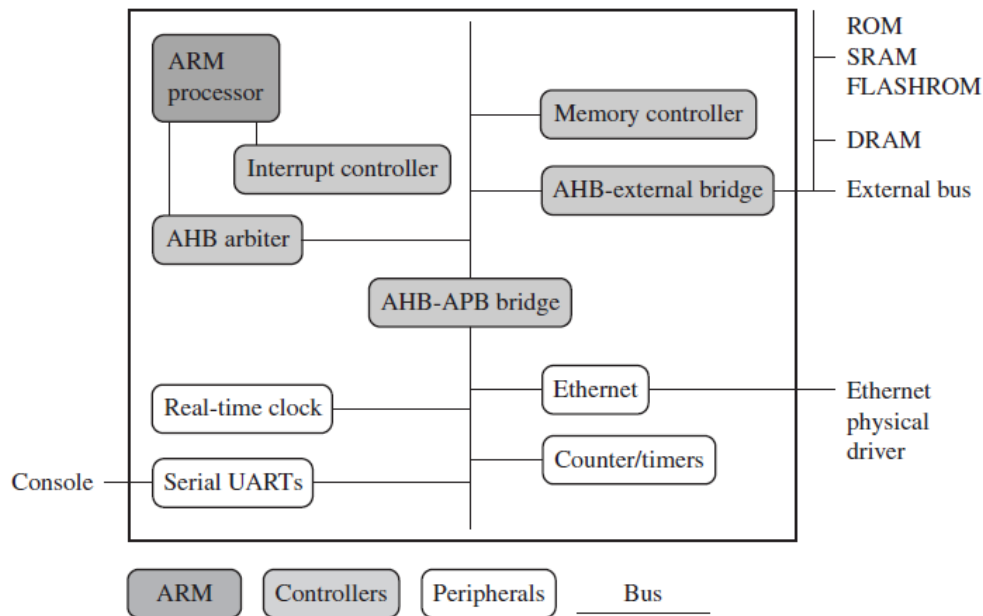 ARM
processor
Interrupt controller
AHB arbiter
ROM
SRAM
FLASHROM
Memory controller
DRAM
AHB-external bridge
External bus
AHB-APB bridge
Real-time clock
Ethernet
Ethernet
physical
driver
Console
Serial UARTs
Counter/timers
ARM
Controllers
Peripherals
Bus